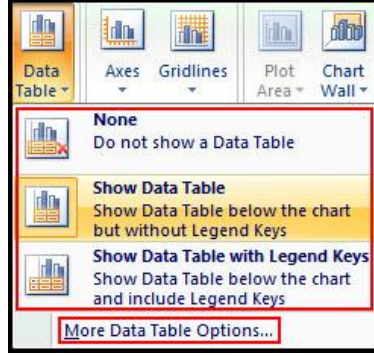 Data Table
Axes
Gridlines
Plot Area
Chart Wall
None
Do not show a Data Table
Show Data Table
Show Data Table below the chart
but without Legend Keys
Show Data Table with Legend Keys
Show Data Table below the chart
and include Legend Keys
More Data Table Options...